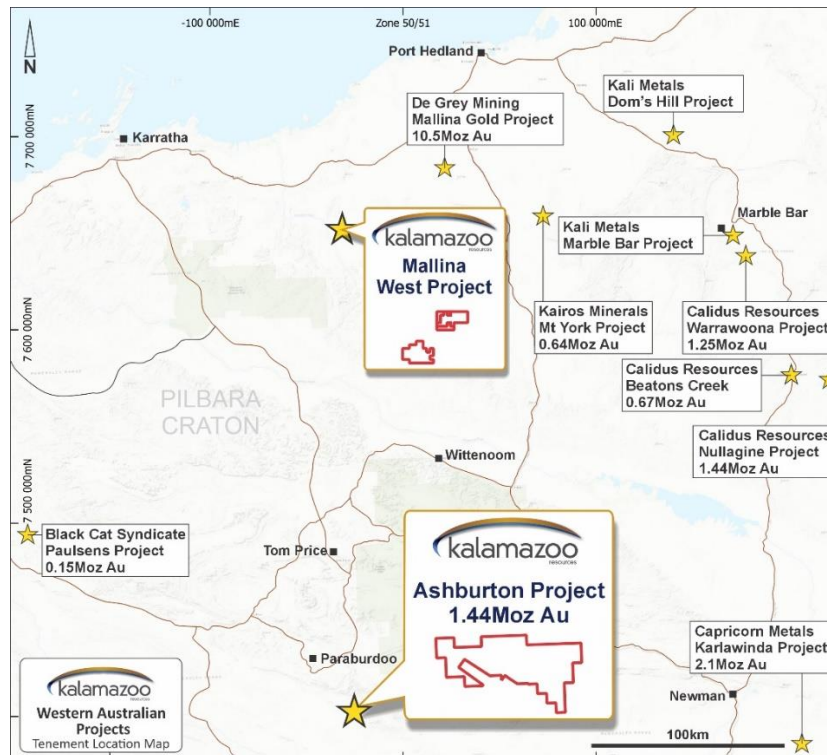 -100 000mE
Zone 50/51
100 000mE
N
Port Hedland
De Grey Mining
Mallina Gold Project
10.5Moz Au
Kali Metals
Dom's Hill Project
7 700 000mN
Karratha
Marble Bar
Kali Metals
Marble Bar Project
kalamazoo
resources
Mallina
West Project
Kairos Minerals
Mt York Project
0.64Moz Au
Calidus Resources
Warrawoona Project
1.25Moz Au
7 600 000mN
Calidus Resources
Beatons Creek
0.67Moz Au
PILBARA
CRATON
Calidus Resources
Nullagine Project
1.44Moz Au
Wittenoom
7 500 000mN
Black Cat Syndicate
Paulsens Project
0.15Moz Au
Tom Price
kalamazoo
resources
Ashburton Project
1.44Moz Au
Paraburdoo
Capricorn Metals
Karlawinda Project
2.1Moz Au
Newman
kalamazoo
resources
Western Australian
Projects
Tenement Location Map
100km